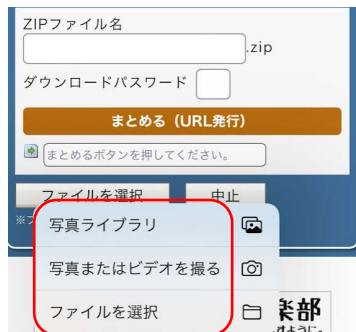 ZIPファイル名
.zip
ダウンロードパスワード
まとめる（URL発行）
まとめるボタンを押してください。
ファイルを選択 中止
※フ
写真ライブラリ
写真またはビデオを撮る
ファイルを選択
楽部